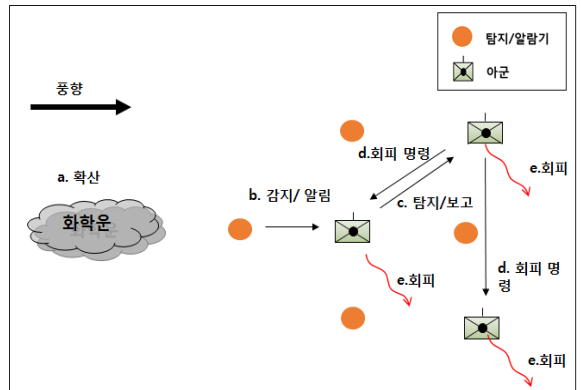 탐지/알람기
아군
풍향
a. 확산
화학운
b. 감지/ 알림
d.회피 명령
c. 탐지/보고
e.회피
e.회피
d. 회피 명
령
e.회피